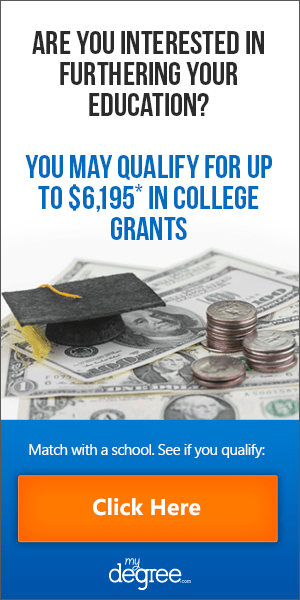 ARE YOU INTERESTED IN
FURTHERING YOUR
EDUCATION?
YOU MAY QUALIFY FOR UP
TO $6,195* IN COLLEGE
GRANTS
Match with a school. See if you qualify:
Click Here
my
degree.com